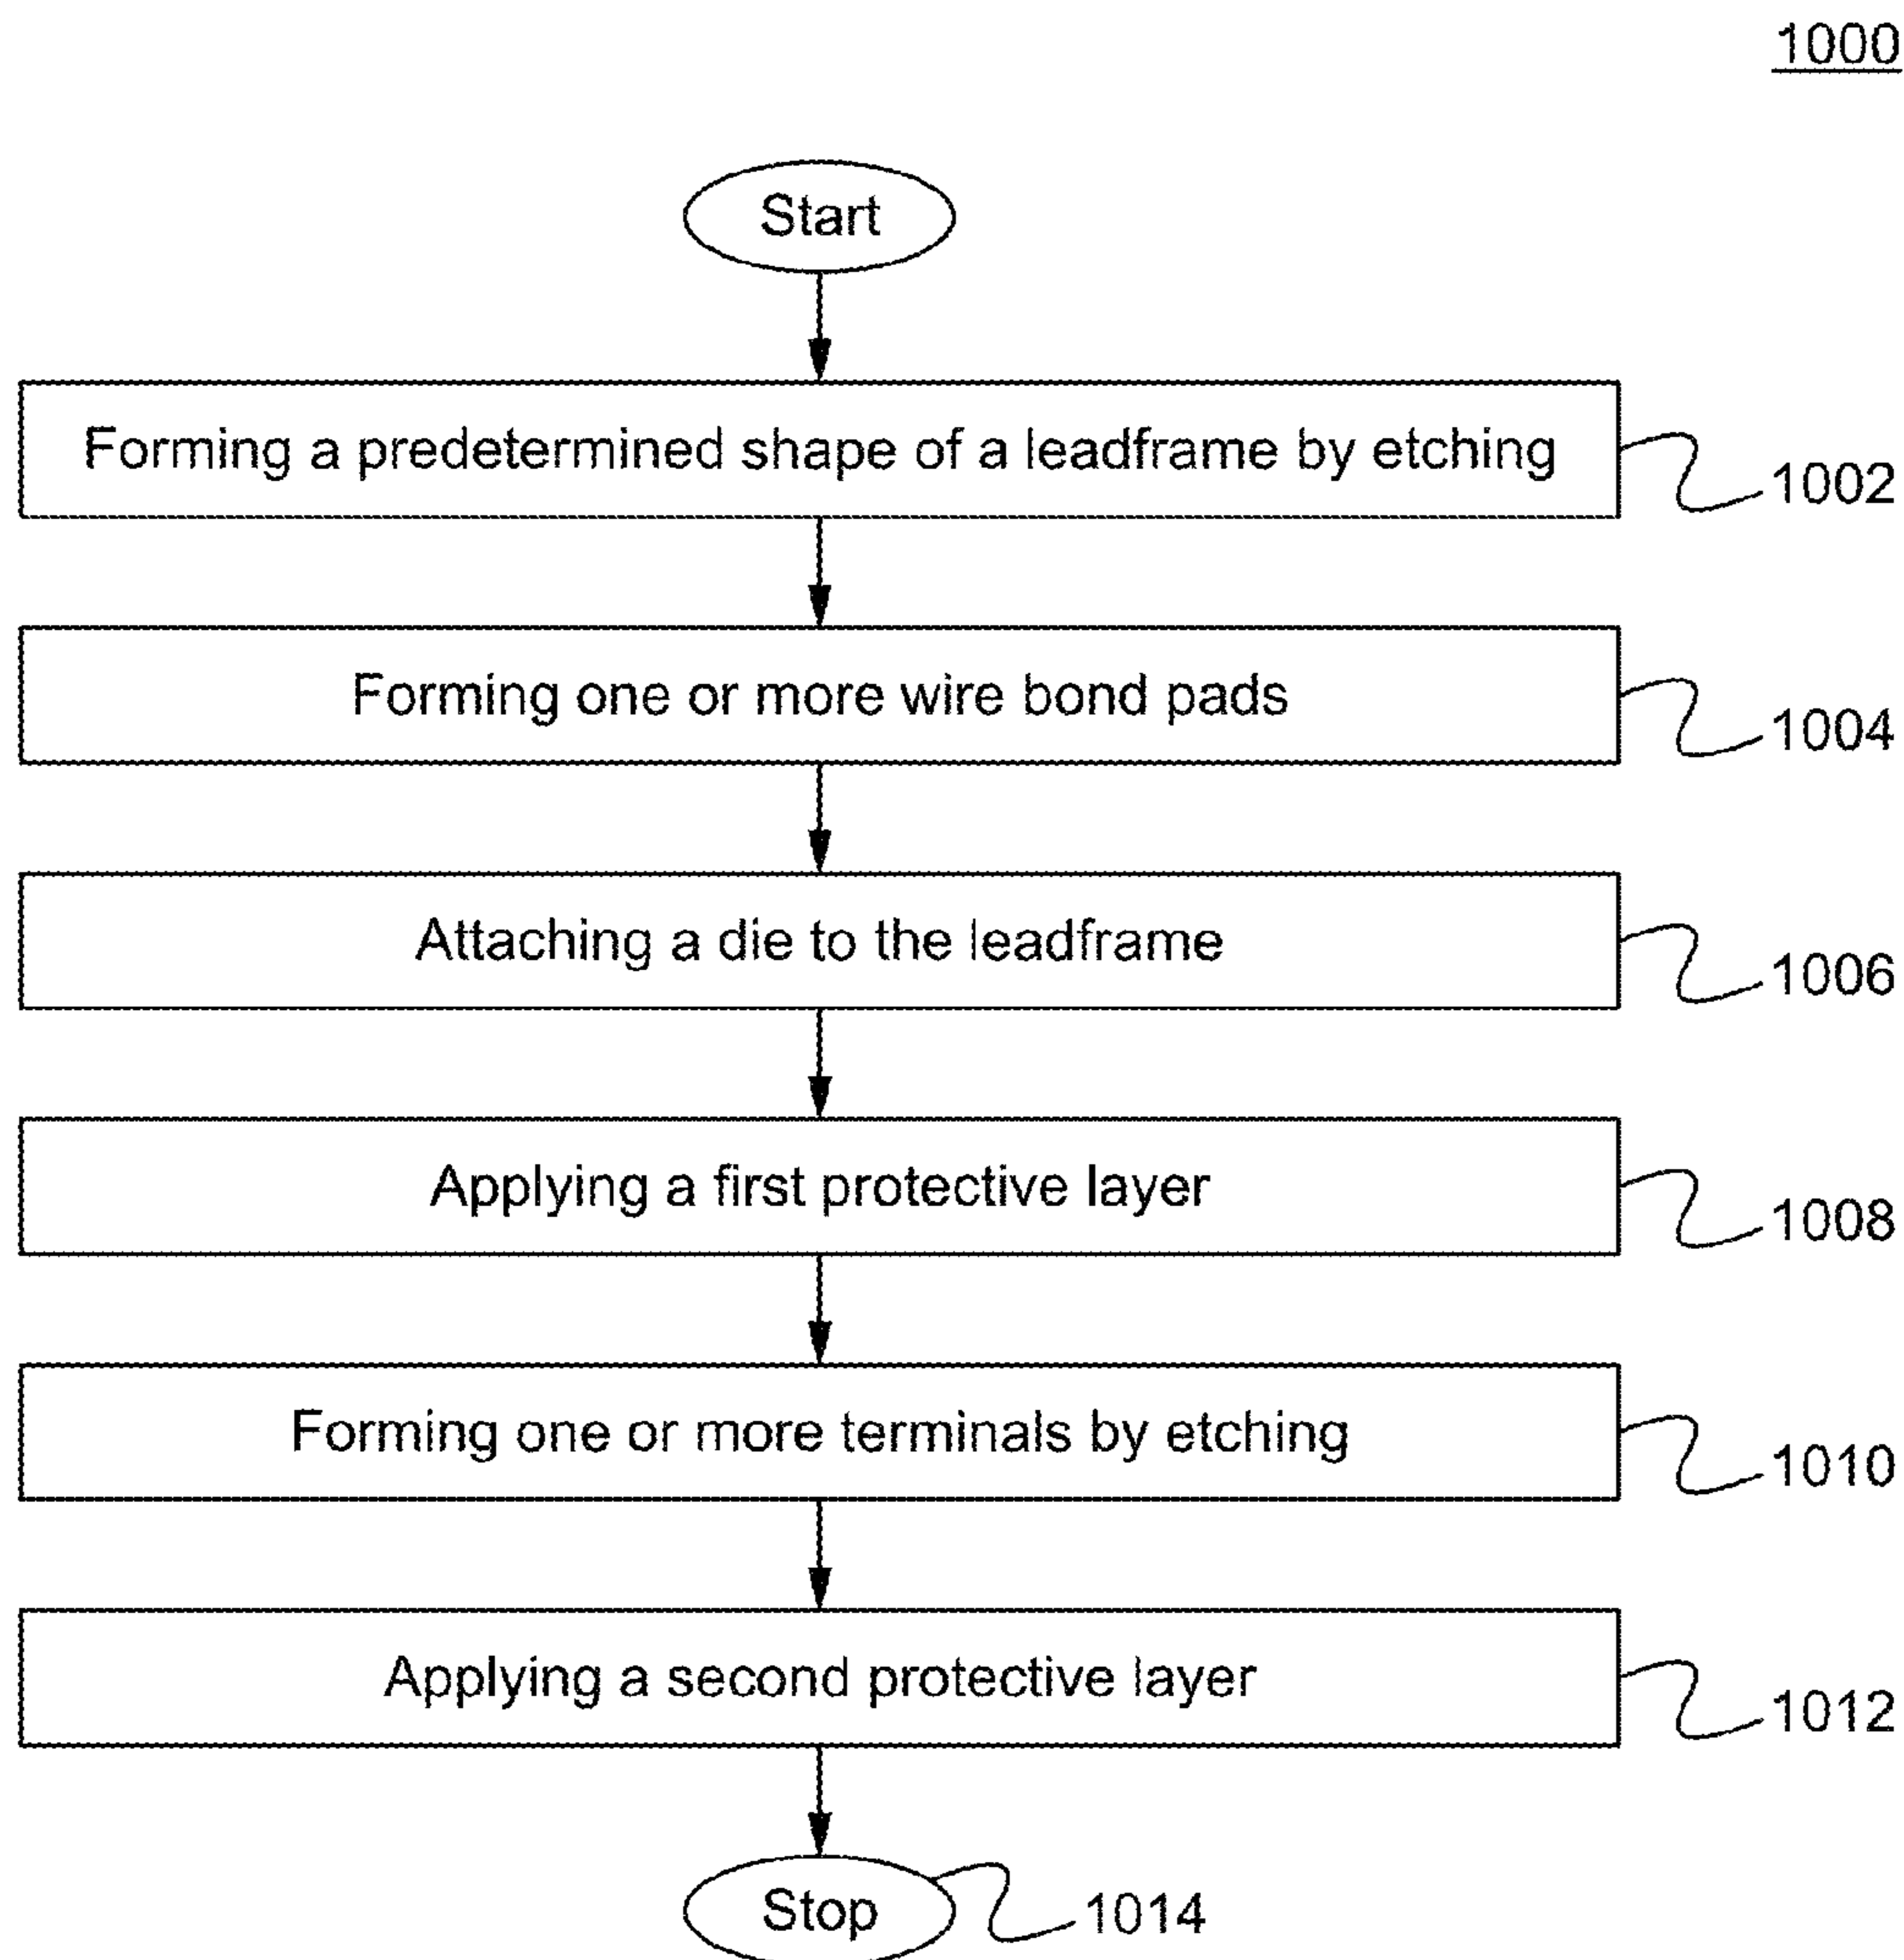 1000
Start
Forming a predetermined shape of a leadframe by etching
1002
Forming one or more wire bond pads
1004
Attaching a die to the leadframe
1006
Applying a first protective layer
1008
Forming one or more terminals by etching
1010
Applying a second protective layer
1012
Stop
1014